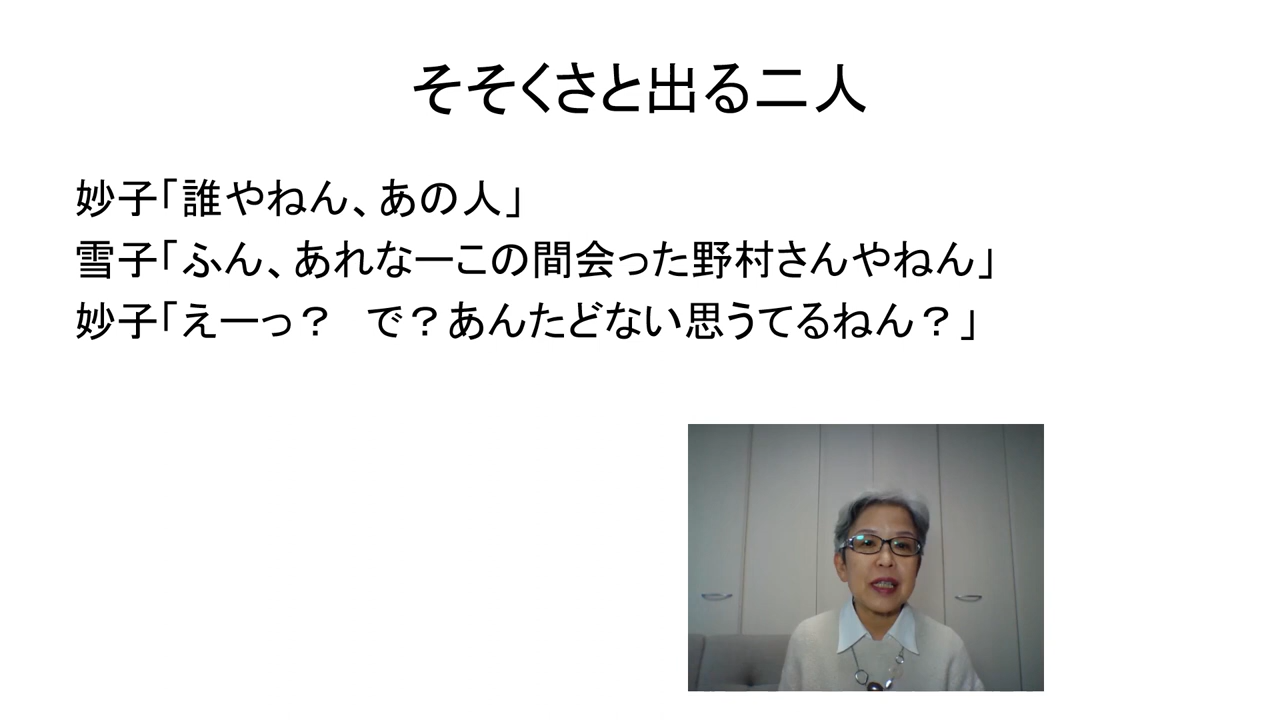 そそくさと出る二人
妙子「誰やねん、あの人」
雪子「ふん、あれなーこの間会った野村さんやねん」
妙子「えーっ？　で？あんたどない思うてるねん？」